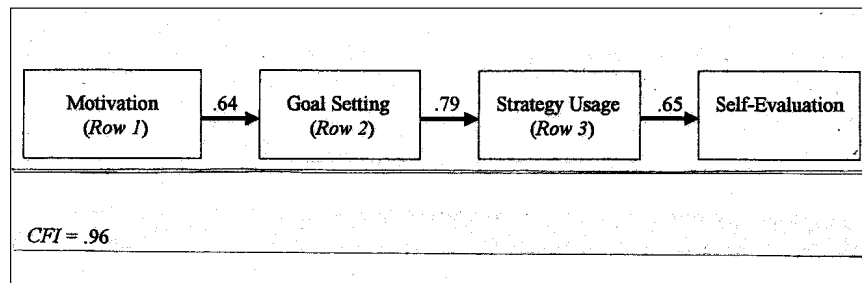 Motivation
(Row 1)
.64
Goal Setting
(Row 2)
.79
Strategy Usage
(Row 3)
.65
Self-Evaluation
CFI = .96